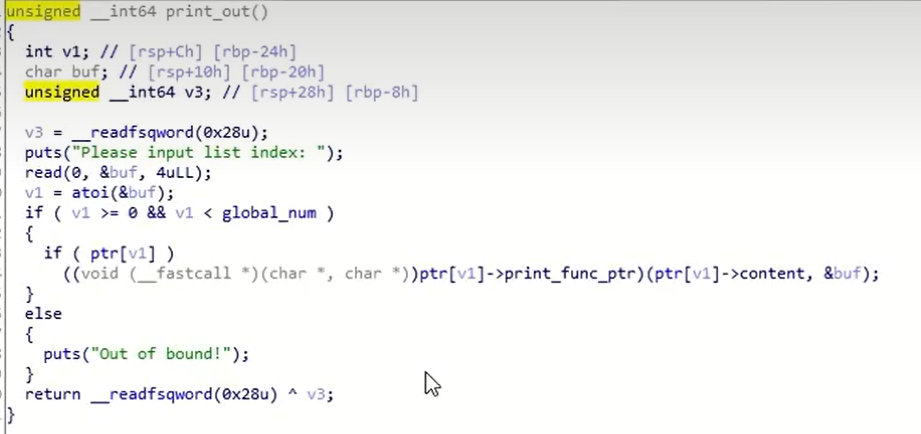 unsigned __int64 print_out()
{
int v1; // [rsp+Ch] [rbp-24h]
char buf; // [rsp+10h] [rbp-20h]
unsigned __int64 v3; // [rsp+28h] [rbp-8h]
v3 = __readfsqword(0x28u);
puts("Please input list index: ");
read(0, &buf, 4uLL);
v1 = atoi(&buf);
if ( v1 >= 0 && v1 < global_num )
{
if ( ptr[v1] )
((void (__fastcall *)(char *, char *))ptr[v1]->print_func_ptr)(ptr[v1]->content, &buf);
}
else
{
puts("Out of bound!");
}
return __readfsqword(0x28u) ^ v3;
}